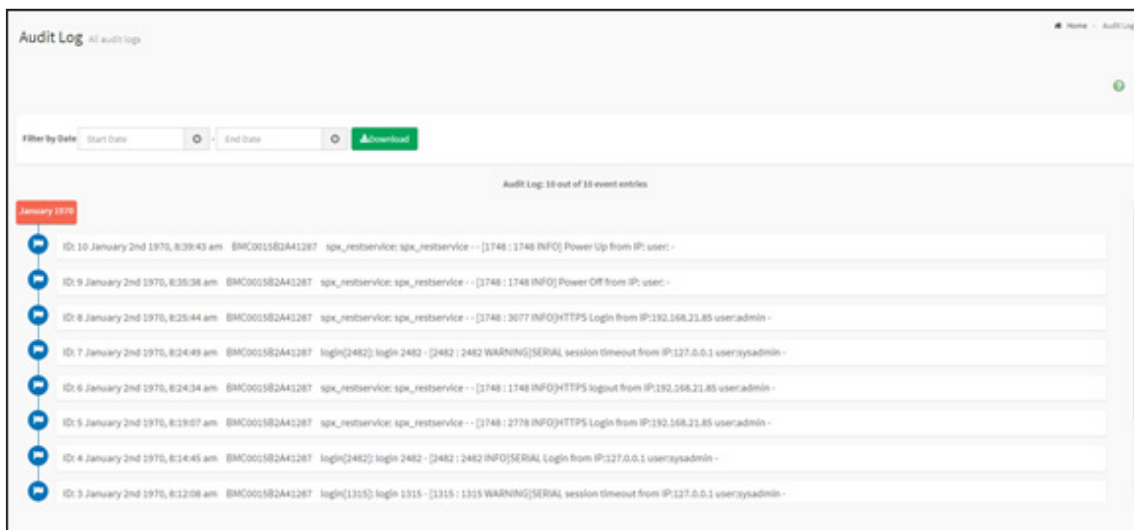 Home - Audit Log
Audit Log All audit logs
Filter by Date Start Date - End Date Download
Audit Log: 10 out of 10 event entries
January 1970
ID: 10 January 2nd 1970, 8:39:43 am BMC0015B2A41287 spx_restservice: spx_restservice - - [1748 : 1748 INFO] Power Up from IP: user: -
ID: 9 January 2nd 1970, 8:35:38 am BMC0015B2A41287 spx_restservice: spx_restservice - - [1748 : 1748 INFO] Power Off from IP: user: -
ID: 8 January 2nd 1970, 8:25:44 am BMC0015B2A41287 spx_restservice: spx_restservice - - [1748 : 3077 INFO]HTTPS Login from IP:192.168.21.85 user:admin -
ID: 7 January 2nd 1970, 8:24:49 am BMC0015B2A41287 login[2482]: login 2482 - [2482 : 2482 WARNING]SERIAL session timeout from IP:127.0.0.1 user:sysadmin -
ID: 6 January 2nd 1970, 8:24:34 am BMC0015B2A41287 spx_restservice: spx_restservice - - [1748 : 1748 INFO]HTTPS logout from IP:192.168.21.85 user:admin -
ID: 5 January 2nd 1970, 8:19:07 am BMC0015B2A41287 spx_restservice: spx_restservice - - [1748 : 2778 INFO]HTTPS Login from IP:192.168.21.85 user:admin -
ID: 4 January 2nd 1970, 8:14:45 am BMC0015B2A41287 login[2482]: login 2482 - [2482 : 2482 INFO]SERIAL Login from IP:127.0.0.1 user:sysadmin -
ID: 3 January 2nd 1970, 8:12:08 am BMC0015B2A41287 login[1315]: login 1315 - [1315 : 1315 WARNING]SERIAL session timeout from IP:127.0.0.1 user:sysadmin -